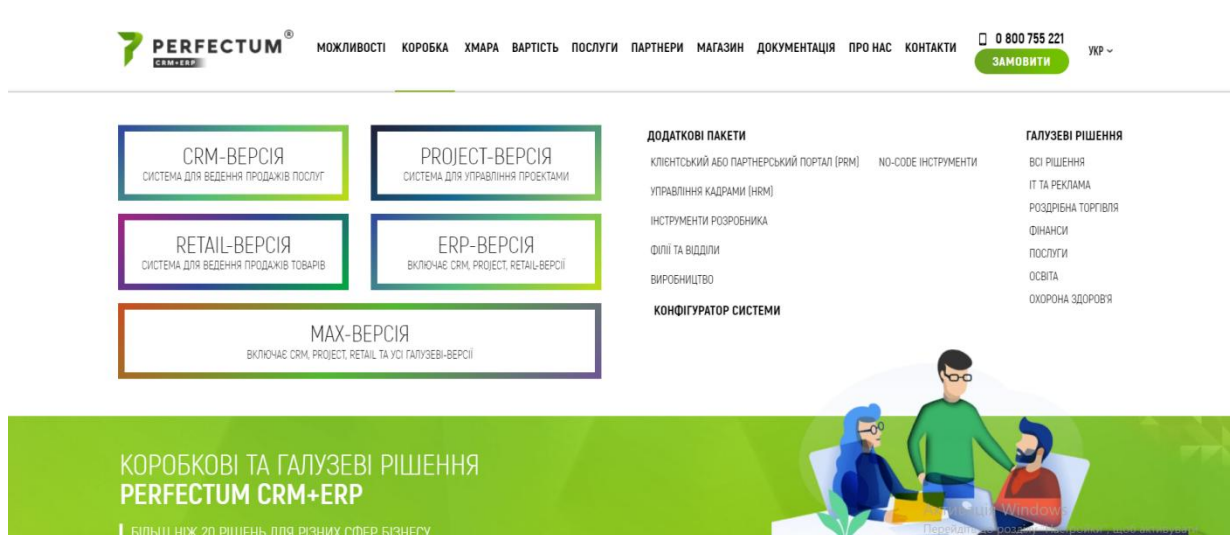 PERFECTUM®
CRM+ERP
МОЖЛИВОСТІ КОРОБКА ХМАРА ВАРТІСТЬ ПОСЛУГИ ПАРТНЕРИ МАГАЗИН ДОКУМЕНТАЦІЯ ПРО НАС КОНТАКТИ
0 800 755 221
ЗАМОВИТИ
УКР
CRM-ВЕРСІЯ
СИСТЕМА ДЛЯ ВЕДЕННЯ ПРОДАЖІВ ПОСЛУГ
PROJECT-ВЕРСІЯ
СИСТЕМА ДЛЯ УПРАВЛІННЯ ПРОЕКТАМИ
RETAIL-ВЕРСІЯ
СИСТЕМА ДЛЯ ВЕДЕННЯ ПРОДАЖІВ ТОВАРІВ
ERP-ВЕРСІЯ
ВКЛЮЧАЄ CRM, PROJECT, RETAIL-ВЕРСІЇ
MAX-ВЕРСІЯ
ВКЛЮЧАЄ CRM, PROJECT, RETAIL ТА УСІ ГАЛУЗЕВІ-ВЕРСІЇ
ДОДАТКОВІ ПАКЕТИ
КЛІЄНТСЬКИЙ АБО ПАРТНЕРСЬКИЙ ПОРТАЛ (PRM)
NO-CODE ІНСТРУМЕНТИ
УПРАВЛІННЯ КАДРАМИ (HRM)
ІНСТРУМЕНТИ РОЗРОБНИКА
ФІЛІЇ ТА ВІДДІЛИ
ВИРОБНИЦТВО
КОНФІГУРАТОР СИСТЕМИ
ГАЛУЗЕВІ РІШЕННЯ
ВСІ РІШЕННЯ
ІТ ТА РЕКЛАМА
РОЗДРІБНА ТОРГІВЛЯ
ФІНАНСИ
ПОСЛУГИ
ОСВІТА
ОХОРОНА ЗДОРОВ'Я
КОРОБКОВІ ТА ГАЛУЗЕВІ РІШЕННЯ
PERFECTUM CRM+ERP
БІЛЬШ НІЖ 20 РІШЕНЬ ДЛЯ РІЗНИХ СФЕР БІЗНЕСУ
Windows